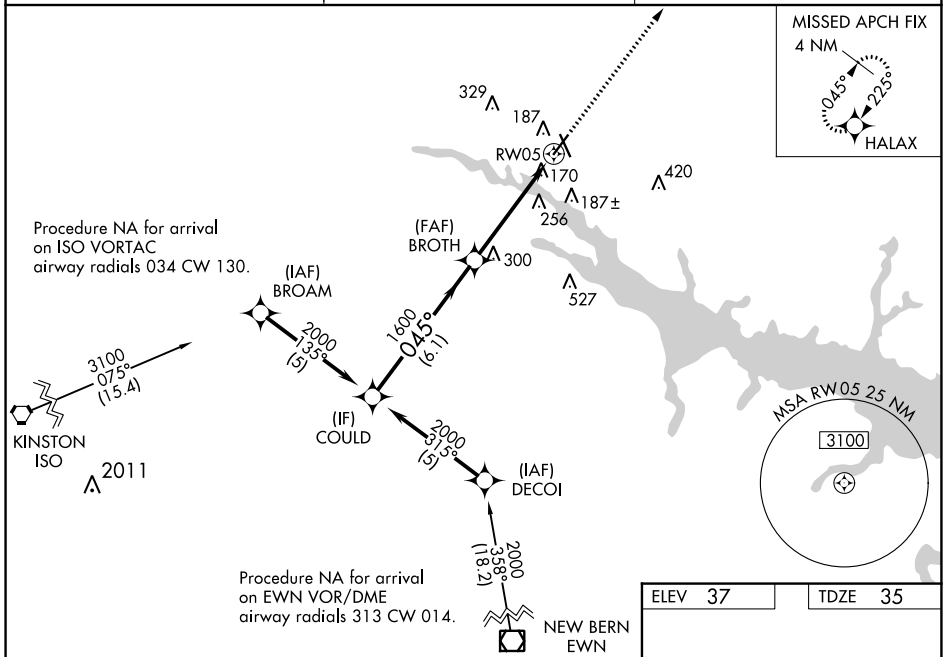 MISSED APCH FIX
4 NM
045°
225°
HALAX
329
187
RW05
170
420
187±
256
(FAF)
BROTH
300
527
Procedure NA for arrival
on ISO VORTAC
airway radials 034 CW 130.
(IAF)
BROAM
2000
135°
(5)
1600
045°
(6.1)
3100
075°
(15.4)
KINSTON
ISO
2011
(IF)
COULD
2000
315°
(5)
(IAF)
DECOI
MSA RW05 25 NM
3100
2000
358°
(18.2)
Procedure NA for arrival
on EWN VOR/DME
airway radials 313 CW 014.
NEW BERN
EWN
ELEV 37
TDZE 35